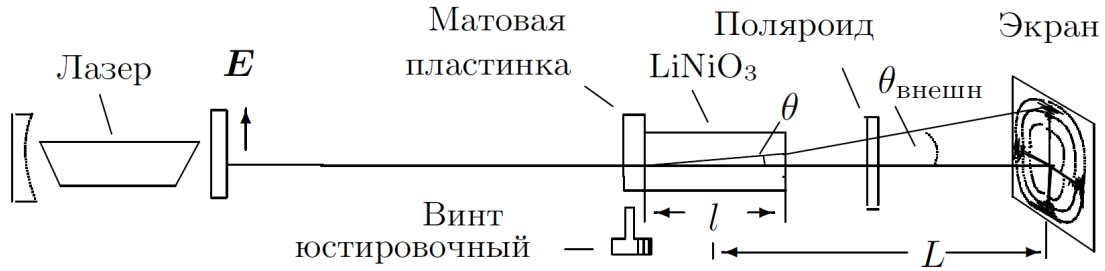 Лазер
E
Матовая
пластинка
LiNiO₃
Поляроид
Экран
θ
θвнешн
Винт
юстировочный
l
L